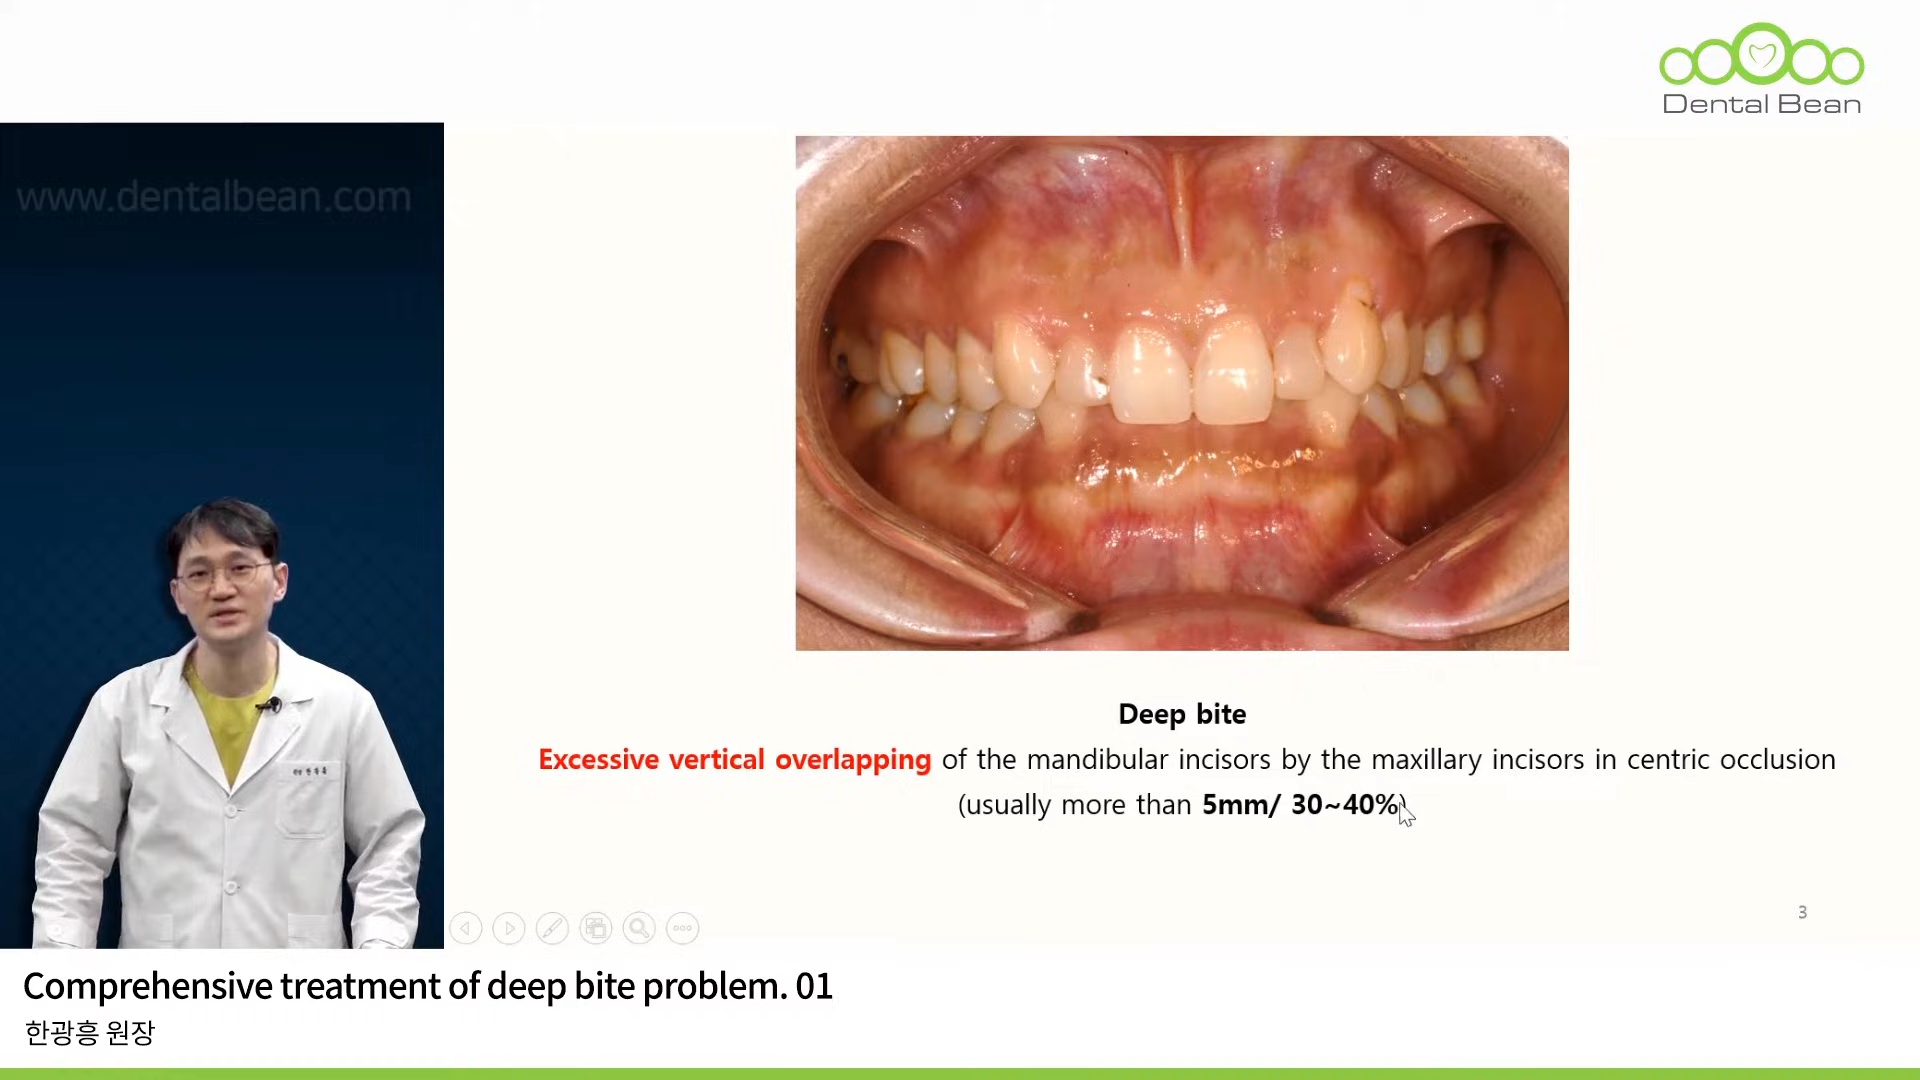 Dental Bean
www.dentalbean.com
Deep bite
Excessive vertical overlapping of the mandibular incisors by the maxillary incisors in centric occlusion
(usually more than 5mm/ 30~40%)
3
Comprehensive treatment of deep bite problem. 01
한광흥 원장